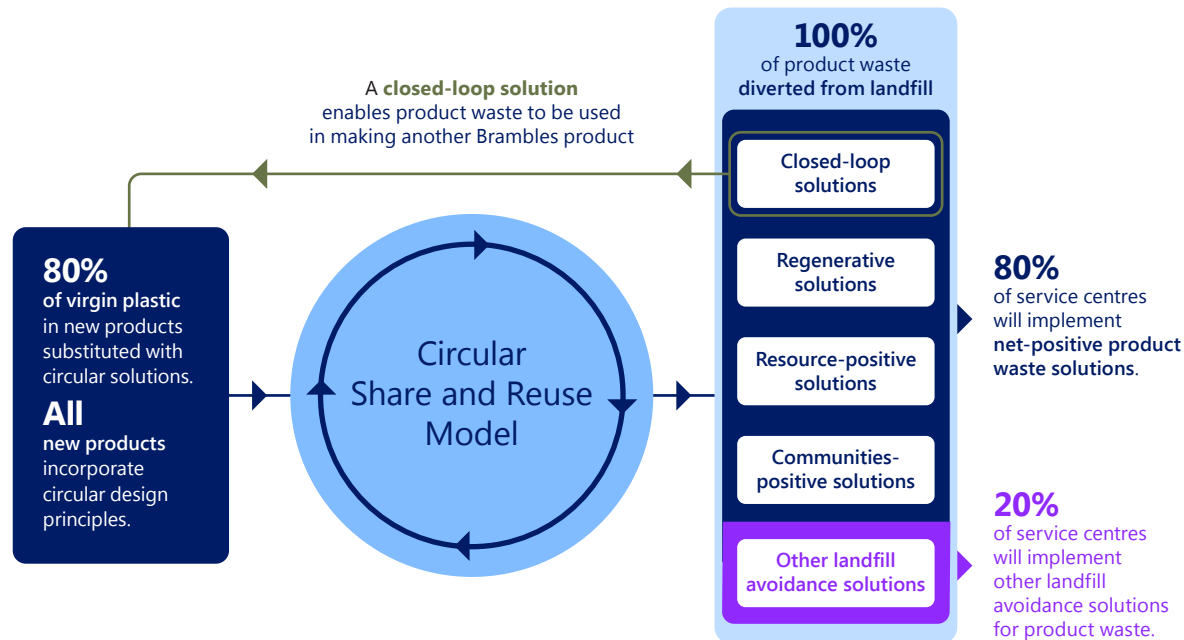 A closed-loop solution
enables product waste to be used
in making another Brambles product
80%
of virgin plastic
in new products
substituted with
circular solutions.
All
new products
incorporate
circular design
principles.
Circular
Share and Reuse
Model
100%
of product waste
diverted from landfill
Closed-loop
solutions
Regenerative
solutions
Resource-positive
solutions
Communities-
positive solutions
Other landfill
avoidance solutions
80%
of service centres
will implement
net-positive product
waste solutions.
20%
of service centres
will implement
other landfill
avoidance solutions
for product waste.